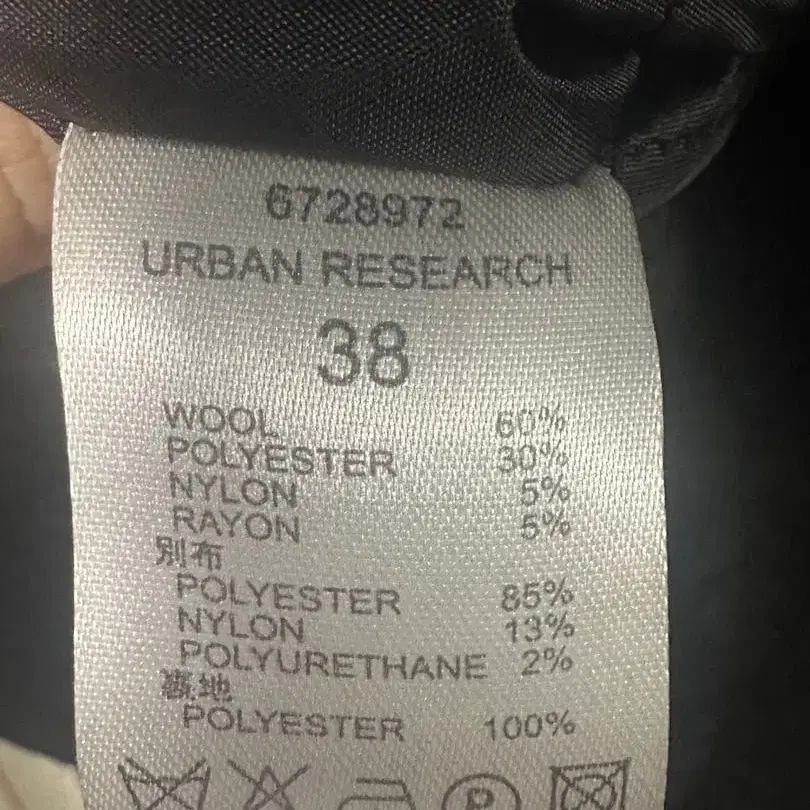 6728972
URBAN RESEARCH
38
WOOL 60%
POLYESTER 30%
NYLON 5%
RAYON 5%
別布
POLYESTER 85%
NYLON 13%
POLYURETHANE 2%
裏地
POLYESTER 100%
P